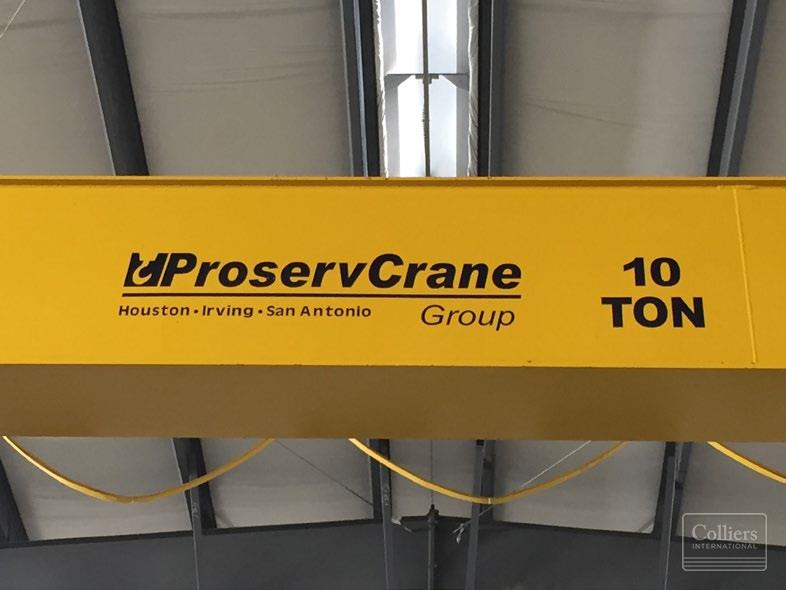 ProservCrane
Houston • Irving • San Antonio
Group
10
TON
Colliers
INTERNATIONAL